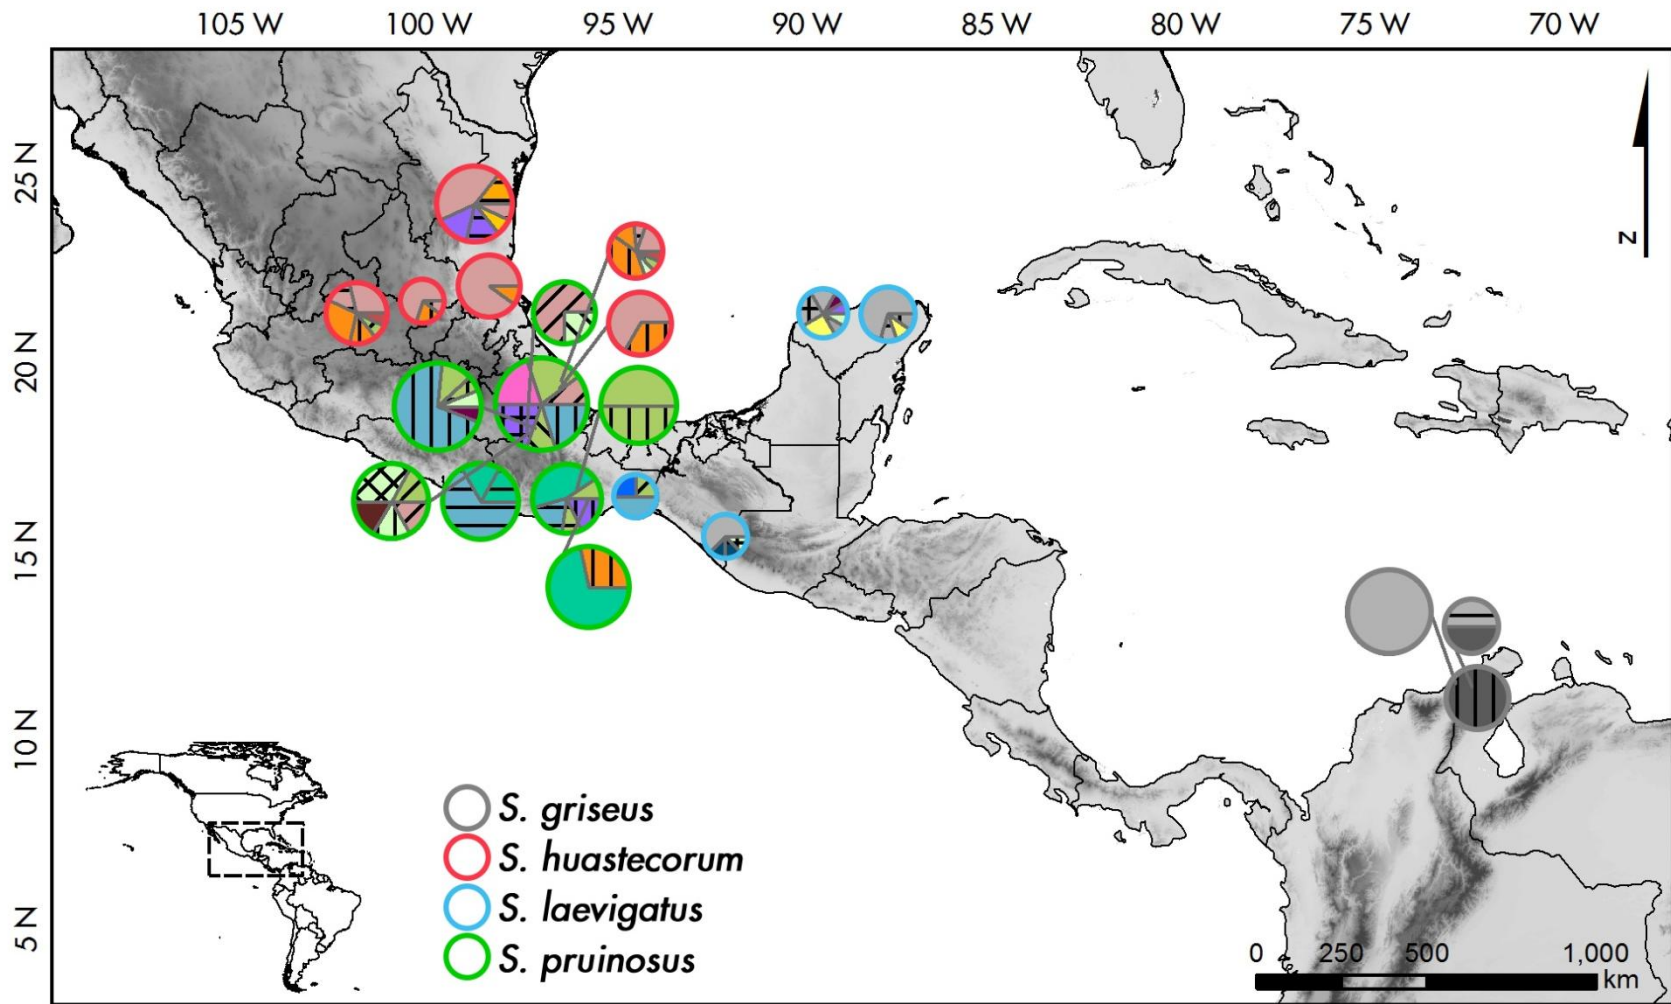 105 W 100 W 95 W 90 W 85 W 80 W 75 W 70 W
25 N
20 N
15 N
10 N
5 N
N
S. griseus
S. huastecorum
S. laevigatus
S. pruinosus
0 250 500 1,000
km